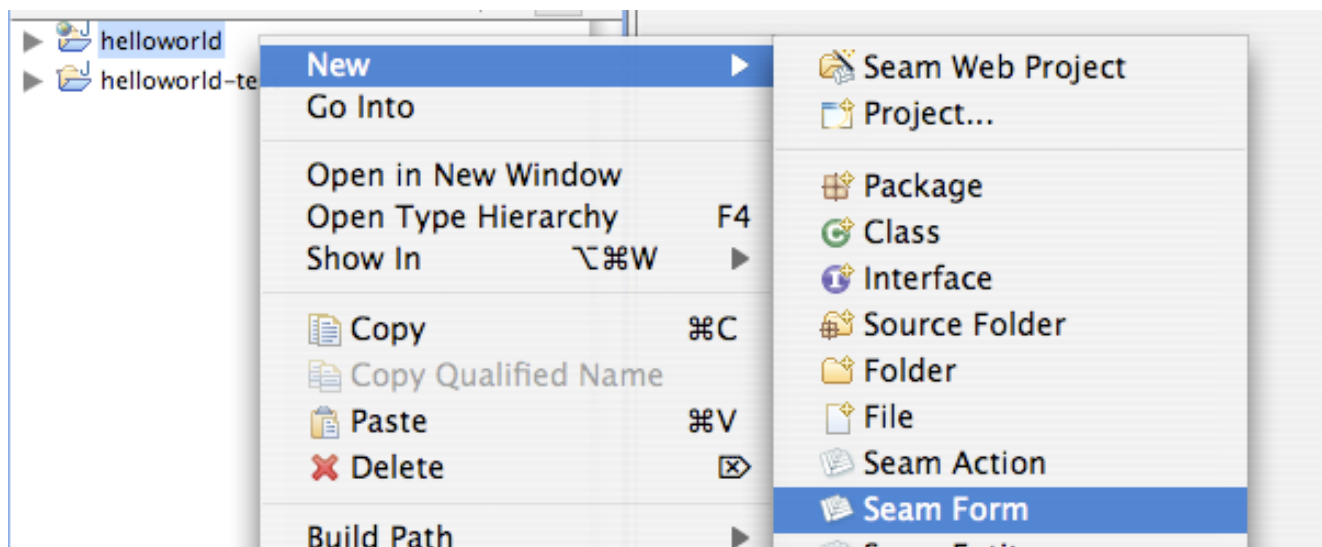 helloworld
helloworld-te
New
Go Into
Open in New Window
Open Type Hierarchy F4
Show In ⌥⌘W
Copy ⌘C
Copy Qualified Name
Paste ⌘V
Delete ⌦
Build Path
Seam Web Project
Project...
Package
Class
Interface
Source Folder
Folder
File
Seam Action
Seam Form